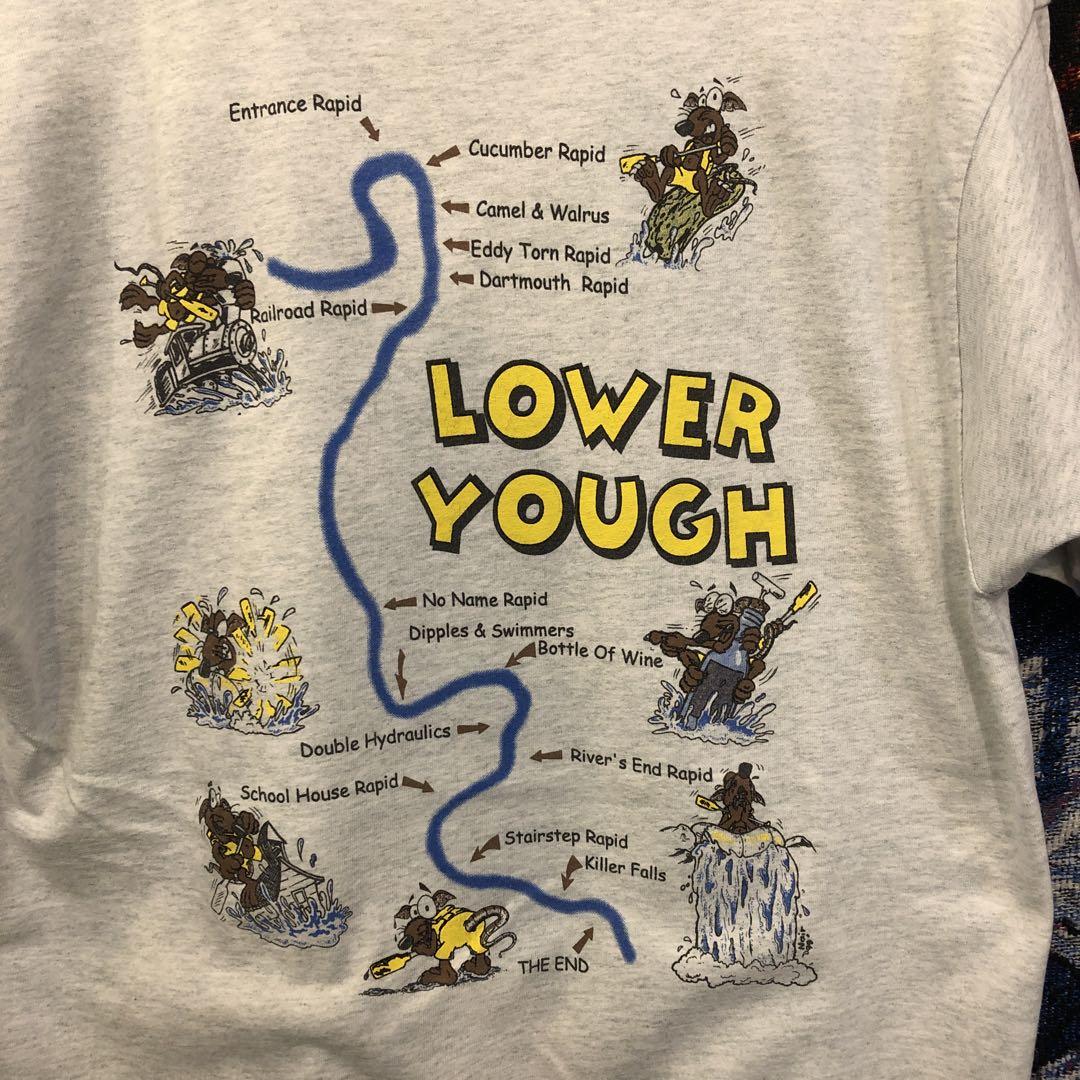 Entrance Rapid
Cucumber Rapid
Camel & Walrus
Eddy Torn Rapid
Dartmouth Rapid
Railroad Rapid
LOWER
YOUGH
No Name Rapid
Dipples & Swimmers
Bottle Of Wine
Double Hydraulics
River's End Rapid
School House Rapid
Stairstep Rapid
Killer Falls
THE END